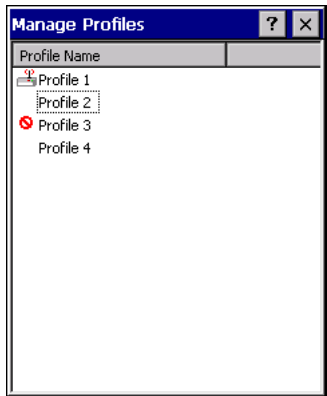 Manage Profiles ? ×
Profile Name
Profile 1
Profile 2
Profile 3
Profile 4